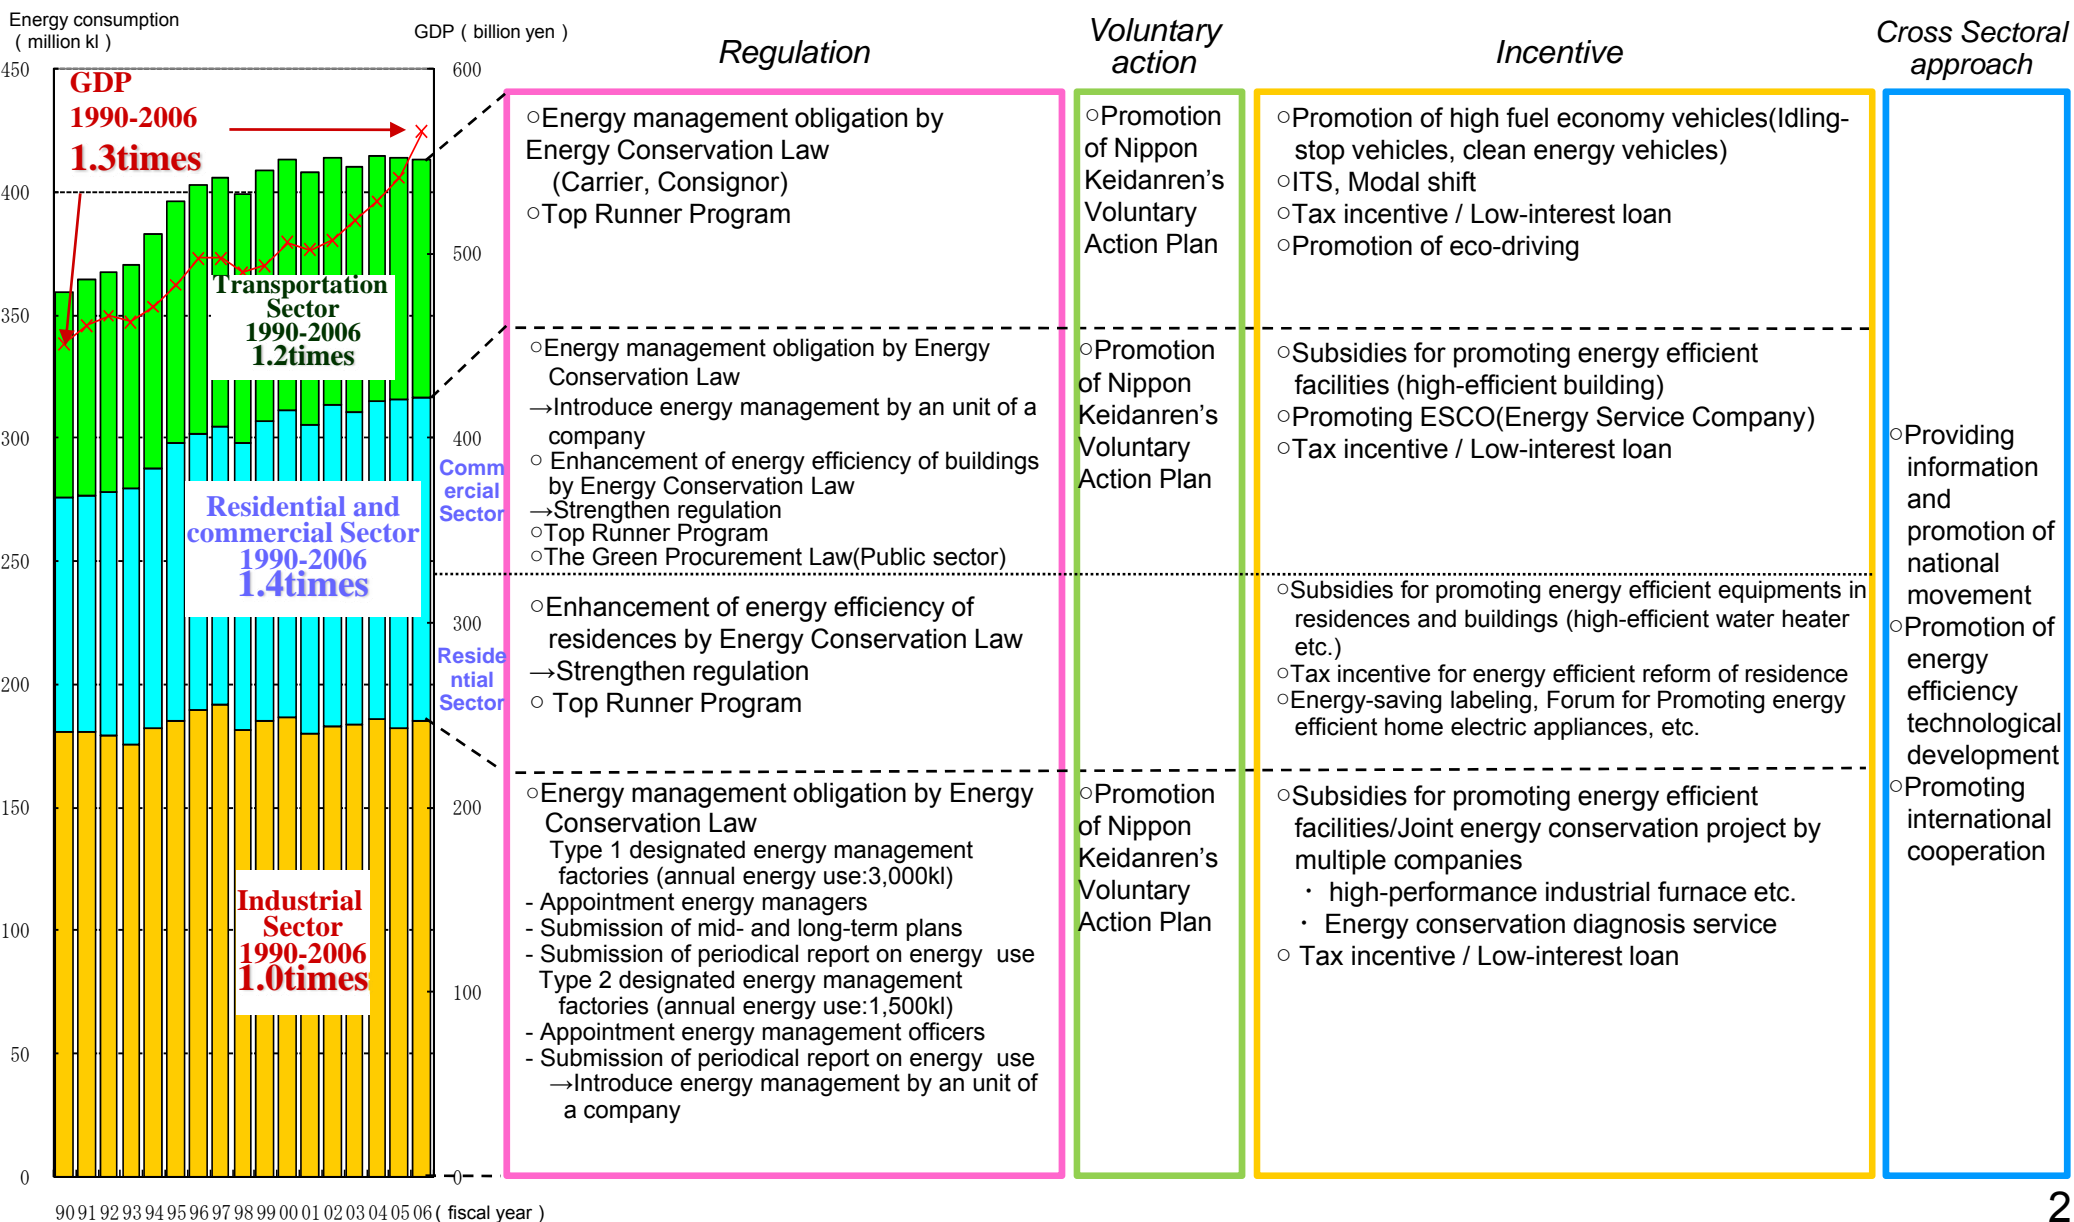 Energy consumption
( million kl )
GDP ( billion yen )
450
400
350
300
250
200
150
100
50
0
600
500
400
300
200
100
0
GDP
1990-2006
1.3times
Transportation
Sector
1990-2006
1.2times
Residential and
commercial Sector
1990-2006
1.4times
Industrial
Sector
1990-2006
1.0times
Comm
ercial
Sector
Reside
ntial
Sector
90 91 92 93 94 95 96 97 98 99 00 01 02 03 04 05 06 ( fiscal year )
Regulation
○Energy management obligation by
Energy Conservation Law
(Carrier, Consignor)
○Top Runner Program
○Energy management obligation by Energy
Conservation Law
→Introduce energy management by an unit of a
company
○ Enhancement of energy efficiency of buildings
by Energy Conservation Law
→Strengthen regulation
○Top Runner Program
○The Green Procurement Law(Public sector)
○Enhancement of energy efficiency of
residences by Energy Conservation Law
→Strengthen regulation
○ Top Runner Program
○Energy management obligation by Energy
Conservation Law
Type 1 designated energy management
factories (annual energy use:3,000kl)
- Appointment energy managers
- Submission of mid- and long-term plans
- Submission of periodical report on energy use
Type 2 designated energy management
factories (annual energy use:1,500kl)
- Appointment energy management officers
- Submission of periodical report on energy use
→Introduce energy management by an unit of
a company
Voluntary
action
○Promotion
of Nippon
Keidanren's
Voluntary
Action Plan
○Promotion
of Nippon
Keidanren's
Voluntary
Action Plan
○Promotion
of Nippon
Keidanren's
Voluntary
Action Plan
Incentive
○Promotion of high fuel economy vehicles(Idling-
stop vehicles, clean energy vehicles)
○ITS, Modal shift
○Tax incentive / Low-interest loan
○Promotion of eco-driving
○Subsidies for promoting energy efficient
facilities (high-efficient building)
○Promoting ESCO(Energy Service Company)
○Tax incentive / Low-interest loan
○Subsidies for promoting energy efficient equipments in
residences and buildings (high-efficient water heater
etc.)
○Tax incentive for energy efficient reform of residence
○Energy-saving labeling, Forum for Promoting energy
efficient home electric appliances, etc.
○Subsidies for promoting energy efficient
facilities/Joint energy conservation project by
multiple companies
・ high-performance industrial furnace etc.
・ Energy conservation diagnosis service
○ Tax incentive / Low-interest loan
Cross Sectoral
approach
○Providing
information
and
promotion of
national
movement
○Promotion of
energy
efficiency
technological
development
○Promoting
international
cooperation
2